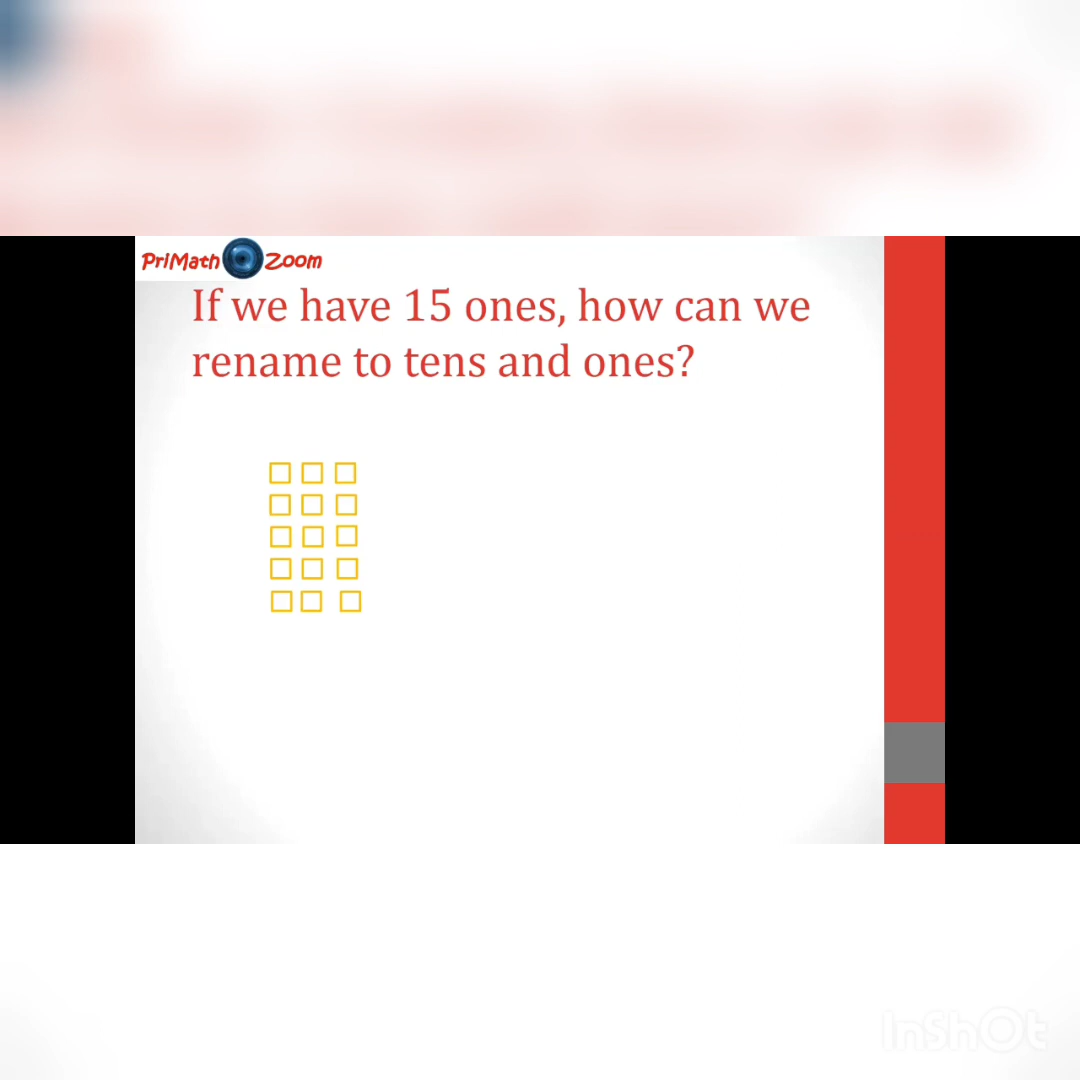 PriMath Zoom
If we have 15 ones, how can we
rename to tens and ones?
InShOt